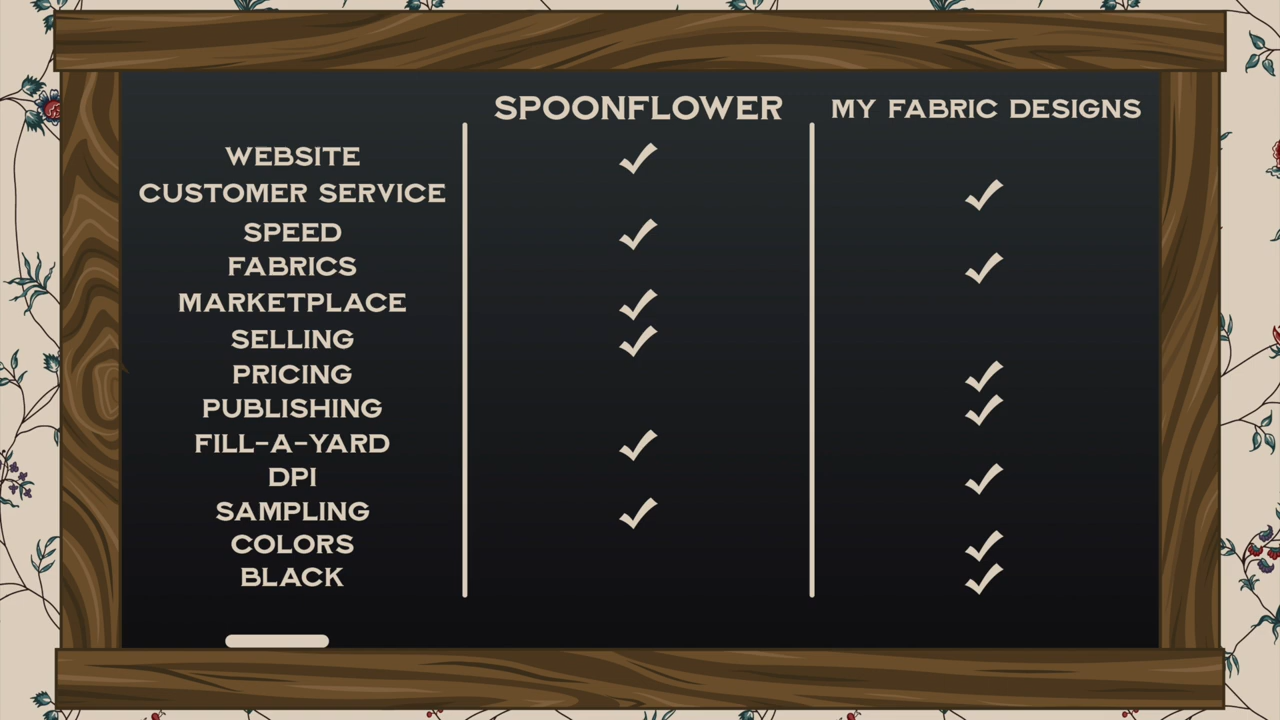 SPOONFLOWER MY FABRIC DESIGNS
WEBSITE ✓
CUSTOMER SERVICE ✓
SPEED ✓
FABRICS ✓
MARKETPLACE ✓
SELLING ✓
PRICING ✓
PUBLISHING ✓
FILL-A-YARD ✓
DPI ✓
SAMPLING ✓
COLORS ✓
BLACK ✓